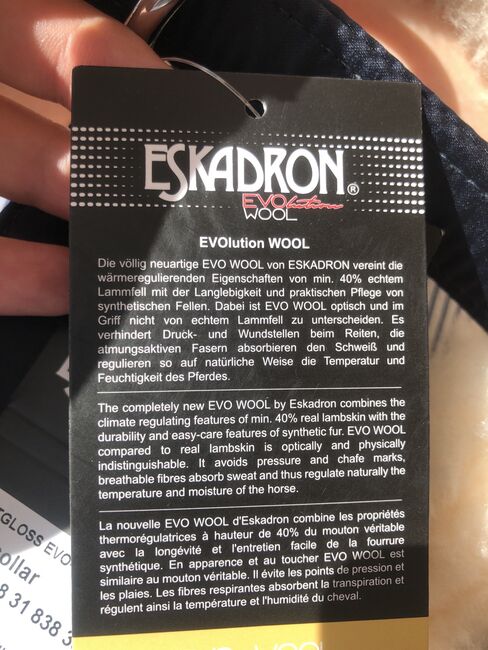 ESKADRON®
EVOlution
WOOL
EVOlution WOOL
Die völlig neuartige EVO WOOL von ESKADRON vereint die
wärmeregulierenden Eigenschaften von min. 40% echtem
Lammfell mit der Langlebigkeit und praktischen Pflege von
synthetischen Fellen. Dabei ist EVO WOOL optisch und im
Griff nicht von echtem Lammfell zu unterscheiden. Es
verhindert Druck- und Wundstellen beim Reiten, die
atmungsaktiven Fasern absorbieren den Schweiß und
regulieren so auf natürliche Weise die Temperatur und
Feuchtigkeit des Pferdes.
The completely new EVO WOOL by Eskadron combines the
climate regulating features of min. 40% real lambskin with the
durability and easy-care features of synthetic fur. EVO WOOL
compared to real lambskin is optically and physically
indistinguishable. It avoids pressure and chafe marks,
breathable fibres absorb sweat and thus regulate naturally the
temperature and moisture of the horse.
La nouvelle EVO WOOL d'Eskadron combine les propriétés
thermorégulatrices à hauteur de 40% du mouton véritable
avec la longévité et l'entretien facile de la fourrure
synthétique. En apparence et au toucher EVO WOOL est
similaire au mouton véritable. Il évite les points de pression et
les plaies. Les fibres respirantes absorbent la transpiration et
régulent ainsi la température et l'humidité du cheval.
GLOSS EVO
ollar
8 31 838 3